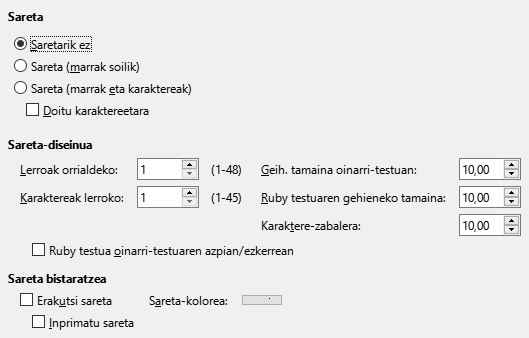 Sareta
Saretarik ez
Sareta (marrak soilik)
Sareta (marrak eta karaktereak)
Doitu karaktereetara
Sareta-diseinua
Lerroak orrialdeko: 1 (1-48) Geih. tamaina oinarri-testuan: 10,00
Karaktereak lerroko: 1 (1-45) Ruby testuaren gehieneko tamaina: 10,00
Karaktere-zabalera: 10,00
Ruby testua oinarri-testuaren azpian/ezkerrean
Sareta bistaratzea
Erakutsi sareta Sareta-kolorea:
Inprimatu sareta